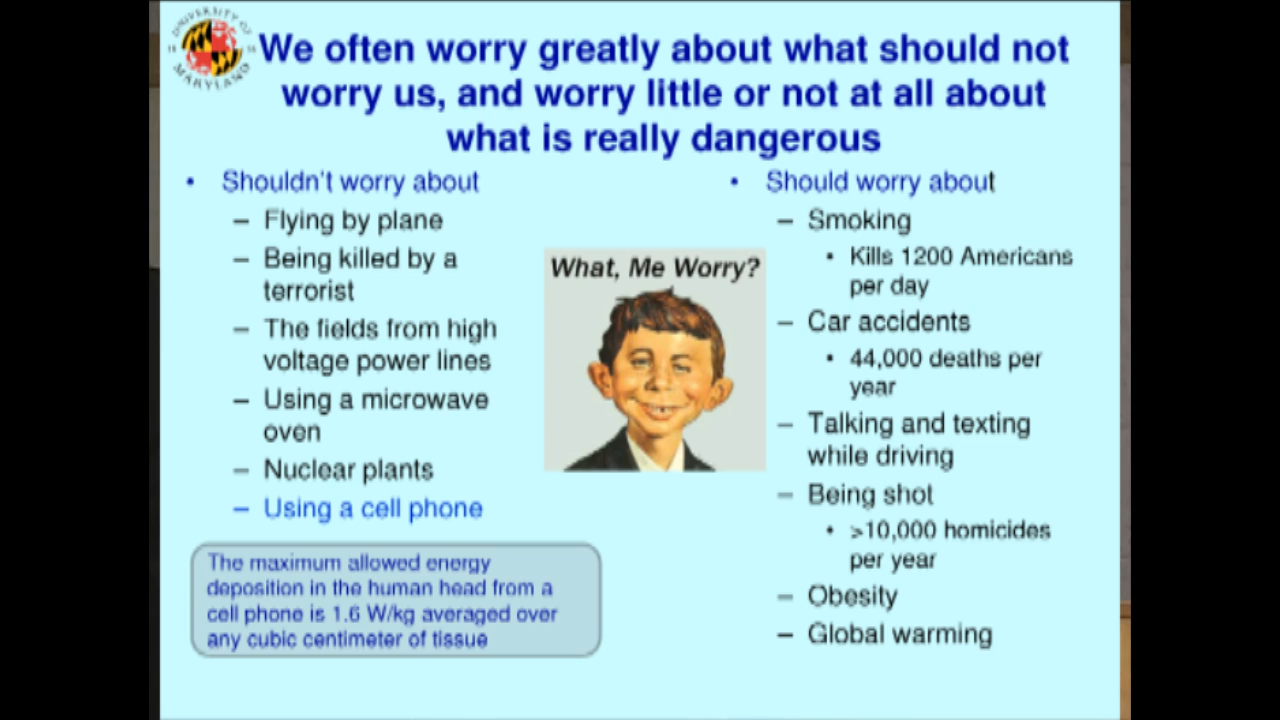 UNIVERSITY OF
18 56
MARYLAND
We often worry greatly about what should not
worry us, and worry little or not at all about
what is really dangerous
• Shouldn't worry about
– Flying by plane
– Being killed by a
terrorist
– The fields from high
voltage power lines
– Using a microwave
oven
– Nuclear plants
– Using a cell phone
The maximum allowed energy
deposition in the human head from a
cell phone is 1.6 W/kg averaged over
any cubic centimeter of tissue
What, Me Worry?
• Should worry about
– Smoking
• Kills 1200 Americans
per day
– Car accidents
• 44,000 deaths per
year
– Talking and texting
while driving
– Being shot
• >10,000 homicides
per year
– Obesity
– Global warming